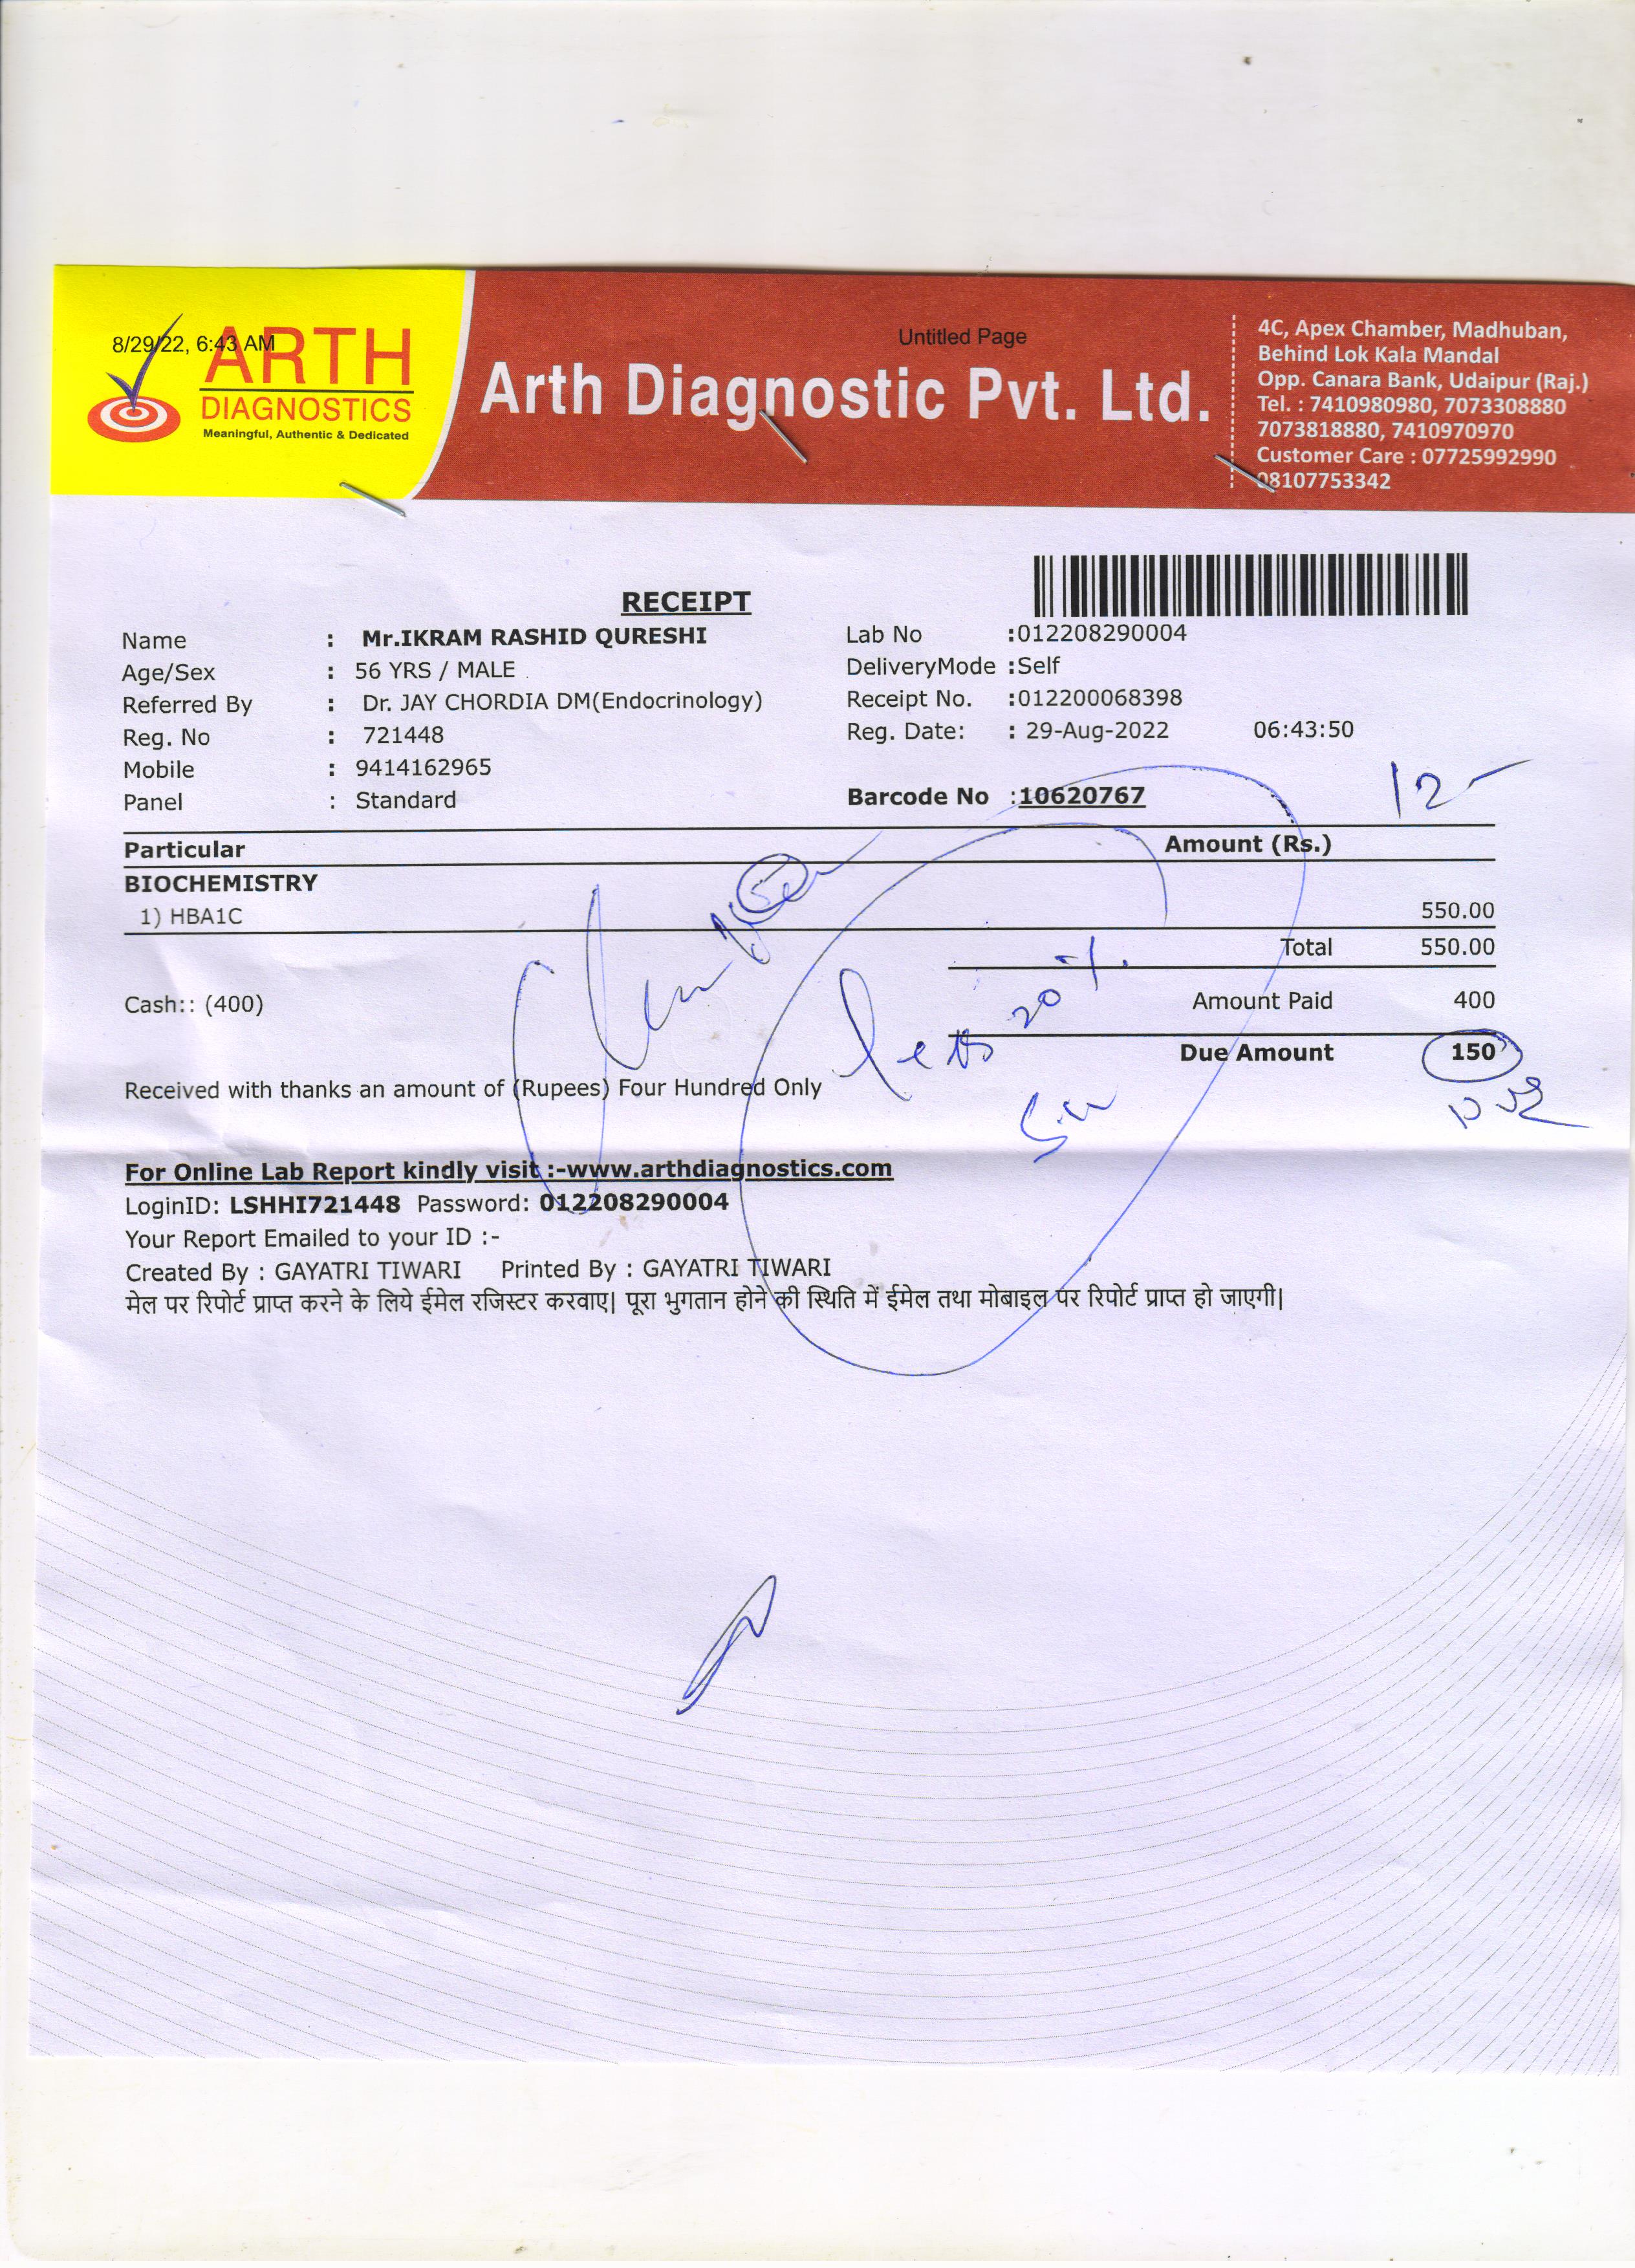 8/29/22, 6:43 AM
Untitled Page
ARTH
DIAGNOSTICS
Meaningful, Authentic & Dedicated
Arth Diagnostic Pvt. Ltd.
4C, Apex Chamber, Madhuban,
Behind Lok Kala Mandal
Opp. Canara Bank, Udaipur (Raj.)
Tel. : 7410980980, 7073308880
7073818880, 7410970970
Customer Care : 07725992990
08107753342
RECEIPT
Name : Mr.IKRAM RASHID QURESHI
Lab No :012208290004
Age/Sex : 56 YRS / MALE
DeliveryMode :Self
Referred By : Dr. JAY CHORDIA DM(Endocrinology)
Receipt No. :012200068398
Reg. No : 721448
Reg. Date: : 29-Aug-2022 06:43:50
Mobile : 9414162965
Panel : Standard
Barcode No :10620767
12-
Particular Amount (Rs.)
BIOCHEMISTRY
1) HBA1C 550.00
Total 550.00
20 %
Cash:: (400) Amount Paid 400
less
Due Amount 150
Received with thanks an amount of (Rupees) Four Hundred Only
For Online Lab Report kindly visit :-www.arthdiagnostics.com
LoginID: LSHHI721448 Password: 012208290004
Your Report Emailed to your ID :-
Created By : GAYATRI TIWARI Printed By : GAYATRI TIWARI
मेल पर रिपोर्ट प्राप्त करने के लिये ईमेल रजिस्टर करवाए| पूरा भुगतान होने की स्थिति में ईमेल तथा मोबाइल पर रिपोर्ट प्राप्त हो जाएगी|